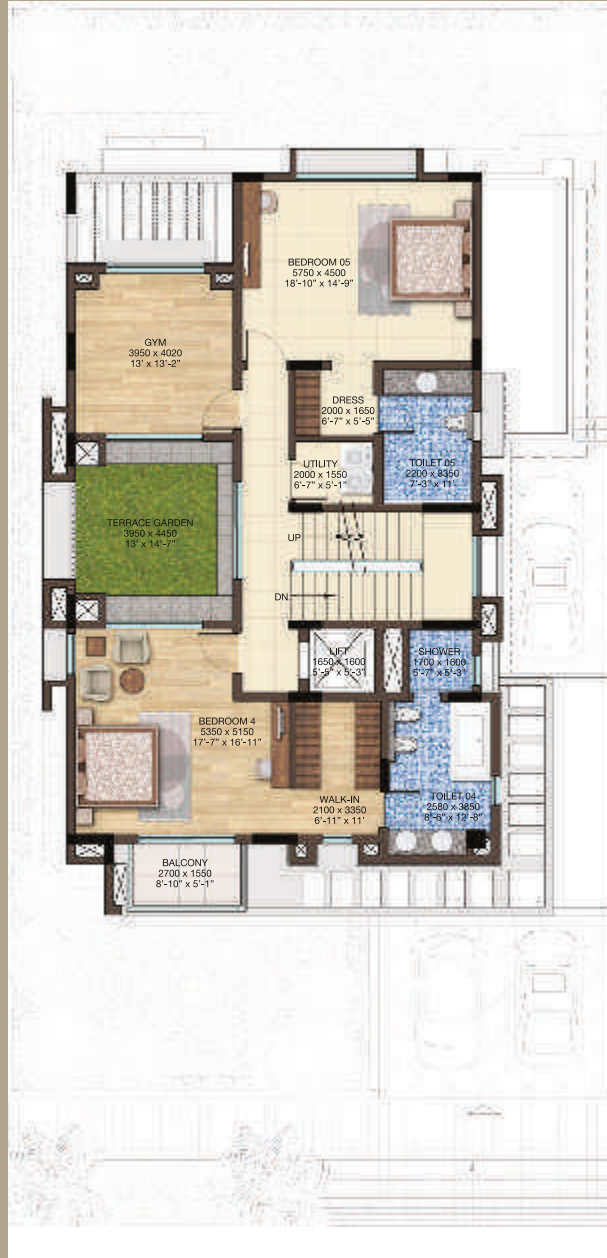 BEDROOM 05
5750 x 4500
18'-10" x 14'-9"
GYM
3950 x 4020
13' x 13'-2"
DRESS
2000 x 1650
6'-7" x 5'-5"
UTILITY
2000 x 1550
6'-7" x 5'-1"
TOILET 05
2200 x 8350
7'-3" x 11'
TERRACE GARDEN
3950 x 4450
13' x 14'-7"
UP
DN
LIFT
1650 x 1600
5'-5" x 5'-3"
SHOWER
1700 x 1600
5'-7" x 5'-3"
BEDROOM 4
5350 x 5150
17'-7" x 16'-11"
WALK-IN
2100 x 3350
6'-11" x 11'
TOILET 04
2580 x 3850
8'-6" x 12'-8"
BALCONY
2700 x 1550
8'-10" x 5'-1"